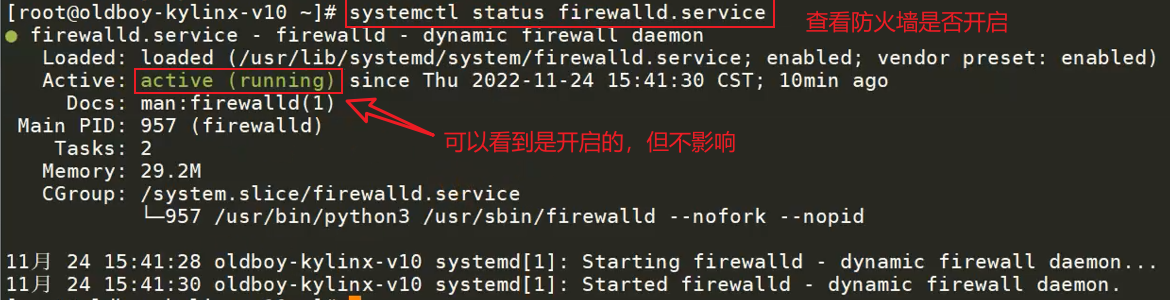 [root@oldboy-kylinx-v10 ~]# systemctl status firewalld.service
查看防火墙是否开启
● firewalld.service - firewalld - dynamic firewall daemon
Loaded: loaded (/usr/lib/systemd/system/firewalld.service; enabled; vendor preset: enabled)
Active: active (running) since Thu 2022-11-24 15:41:30 CST; 10min ago
Docs: man:firewalld(1)
Main PID: 957 (firewalld)
可以看到是开启的，但不影响
Tasks: 2
Memory: 29.2M
CGroup: /system.slice/firewalld.service
└─957 /usr/bin/python3 /usr/sbin/firewalld --nofork --nopid
11月 24 15:41:28 oldboy-kylinx-v10 systemd[1]: Starting firewalld - dynamic firewall daemon...
11月 24 15:41:30 oldboy-kylinx-v10 systemd[1]: Started firewalld - dynamic firewall daemon.